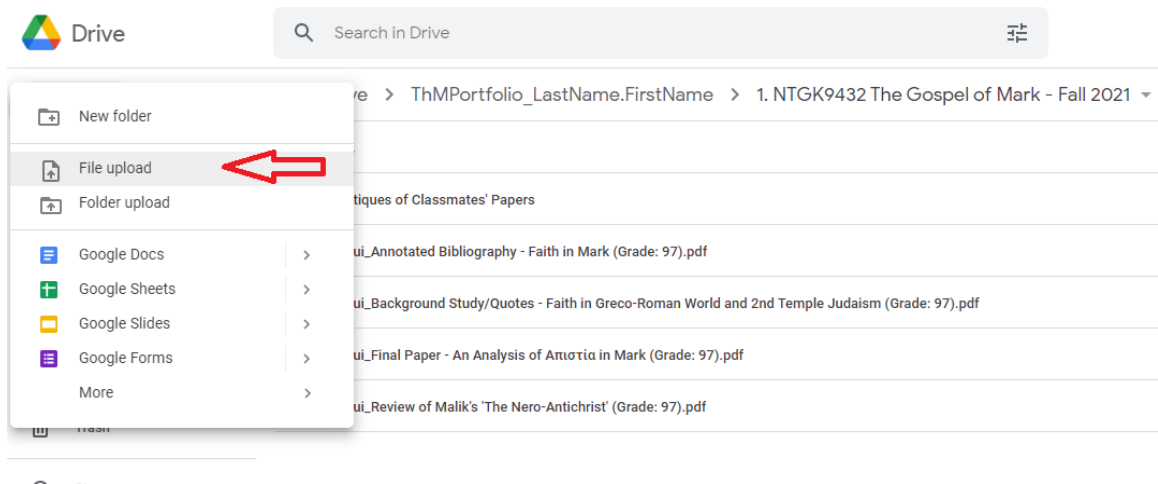 Drive
Search in Drive
ThMPortfolio_LastName.FirstName > 1. NTGK9432 The Gospel of Mark - Fall 2021
New folder
File upload
Folder upload
Google Docs
Google Sheets
Google Slides
Google Forms
More
Trash
tiques of Classmates' Papers
ui_Annotated Bibliography - Faith in Mark (Grade: 97).pdf
ui_Background Study/Quotes - Faith in Greco-Roman World and 2nd Temple Judaism (Grade: 97).pdf
ui_Final Paper - An Analysis of Απιστία in Mark (Grade: 97).pdf
ui_Review of Malik's 'The Nero-Antichrist' (Grade: 97).pdf